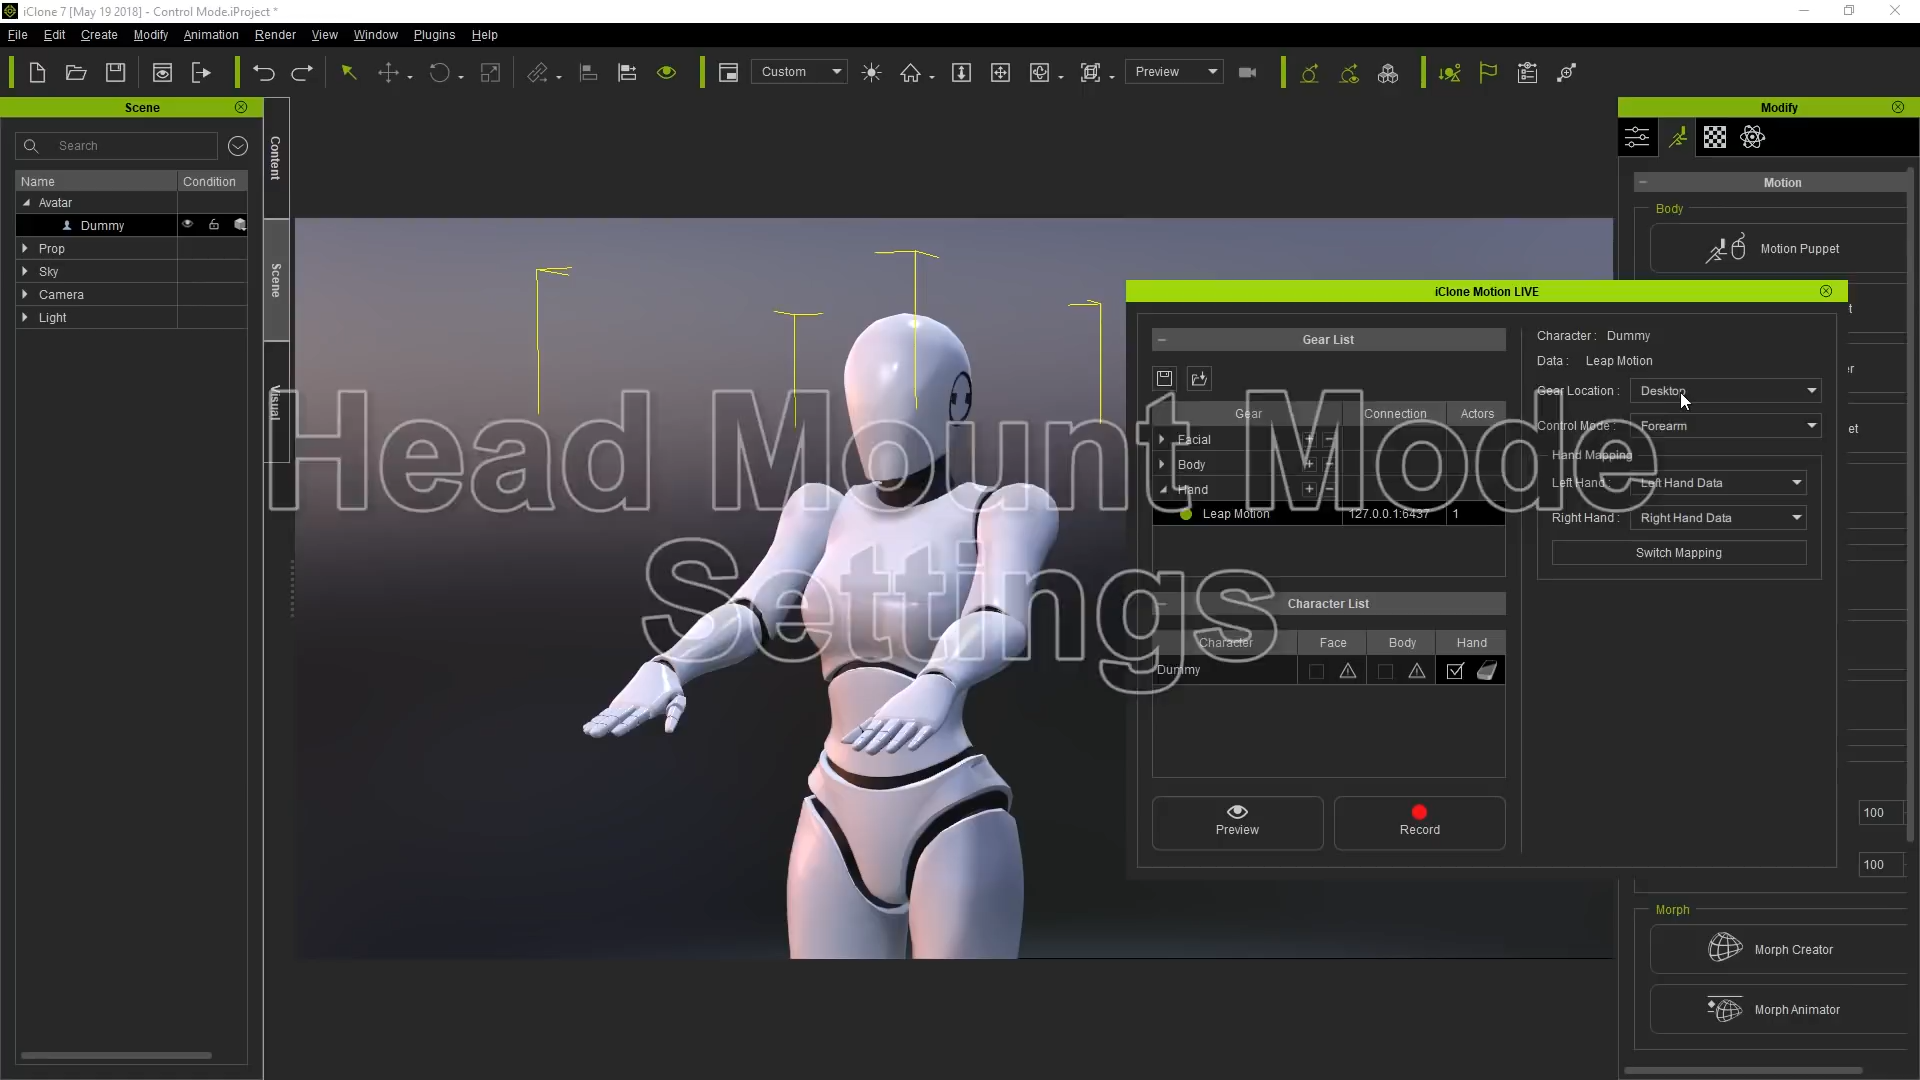 iClone 7 [May 19 2018] - Control Mode.iProject *
File Edit Create Modify Animation Render View Window Plugins Help
Custom
Preview
Scene
Search
Name Condition
Avatar
Dummy
Prop
Sky
Camera
Light
Content
Scene
Visual
Head Mount Mode
Settings
iClone Motion LIVE
Gear List
Gear Connection Actors
Facial
Body
Hand
Leap Motion 127.0.0.1:6437 1
Character List
Character Face Body Hand
Dummy
Preview
Record
Character : Dummy
Data : Leap Motion
Gear Location : Desktop
Control Mode : Forearm
Hand Mapping
Left Hand : Left Hand Data
Right Hand : Right Hand Data
Switch Mapping
Modify
Motion
Body
Motion Puppet
100
100
Morph
Morph Creator
Morph Animator